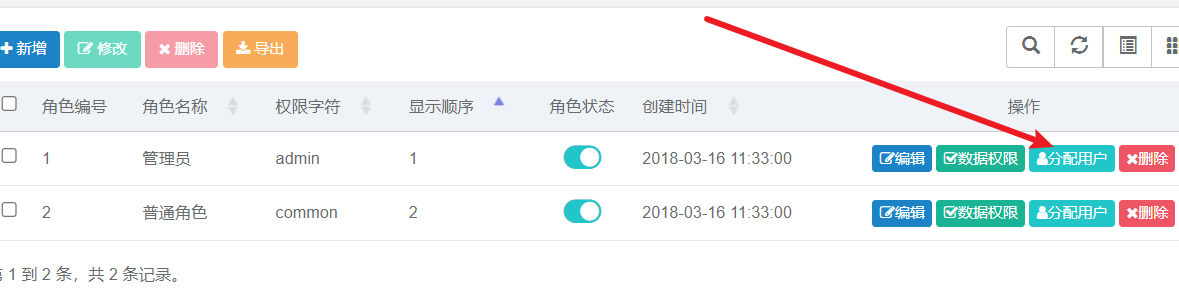 新增 修改 删除 导出
角色编号 角色名称 权限字符 显示顺序 角色状态 创建时间 操作
1 管理员 admin 1 2018-03-16 11:33:00 编辑 数据权限 分配用户 删除
2 普通角色 common 2 2018-03-16 11:33:00 编辑 数据权限 分配用户 删除
第 1 到 2 条，共 2 条记录。